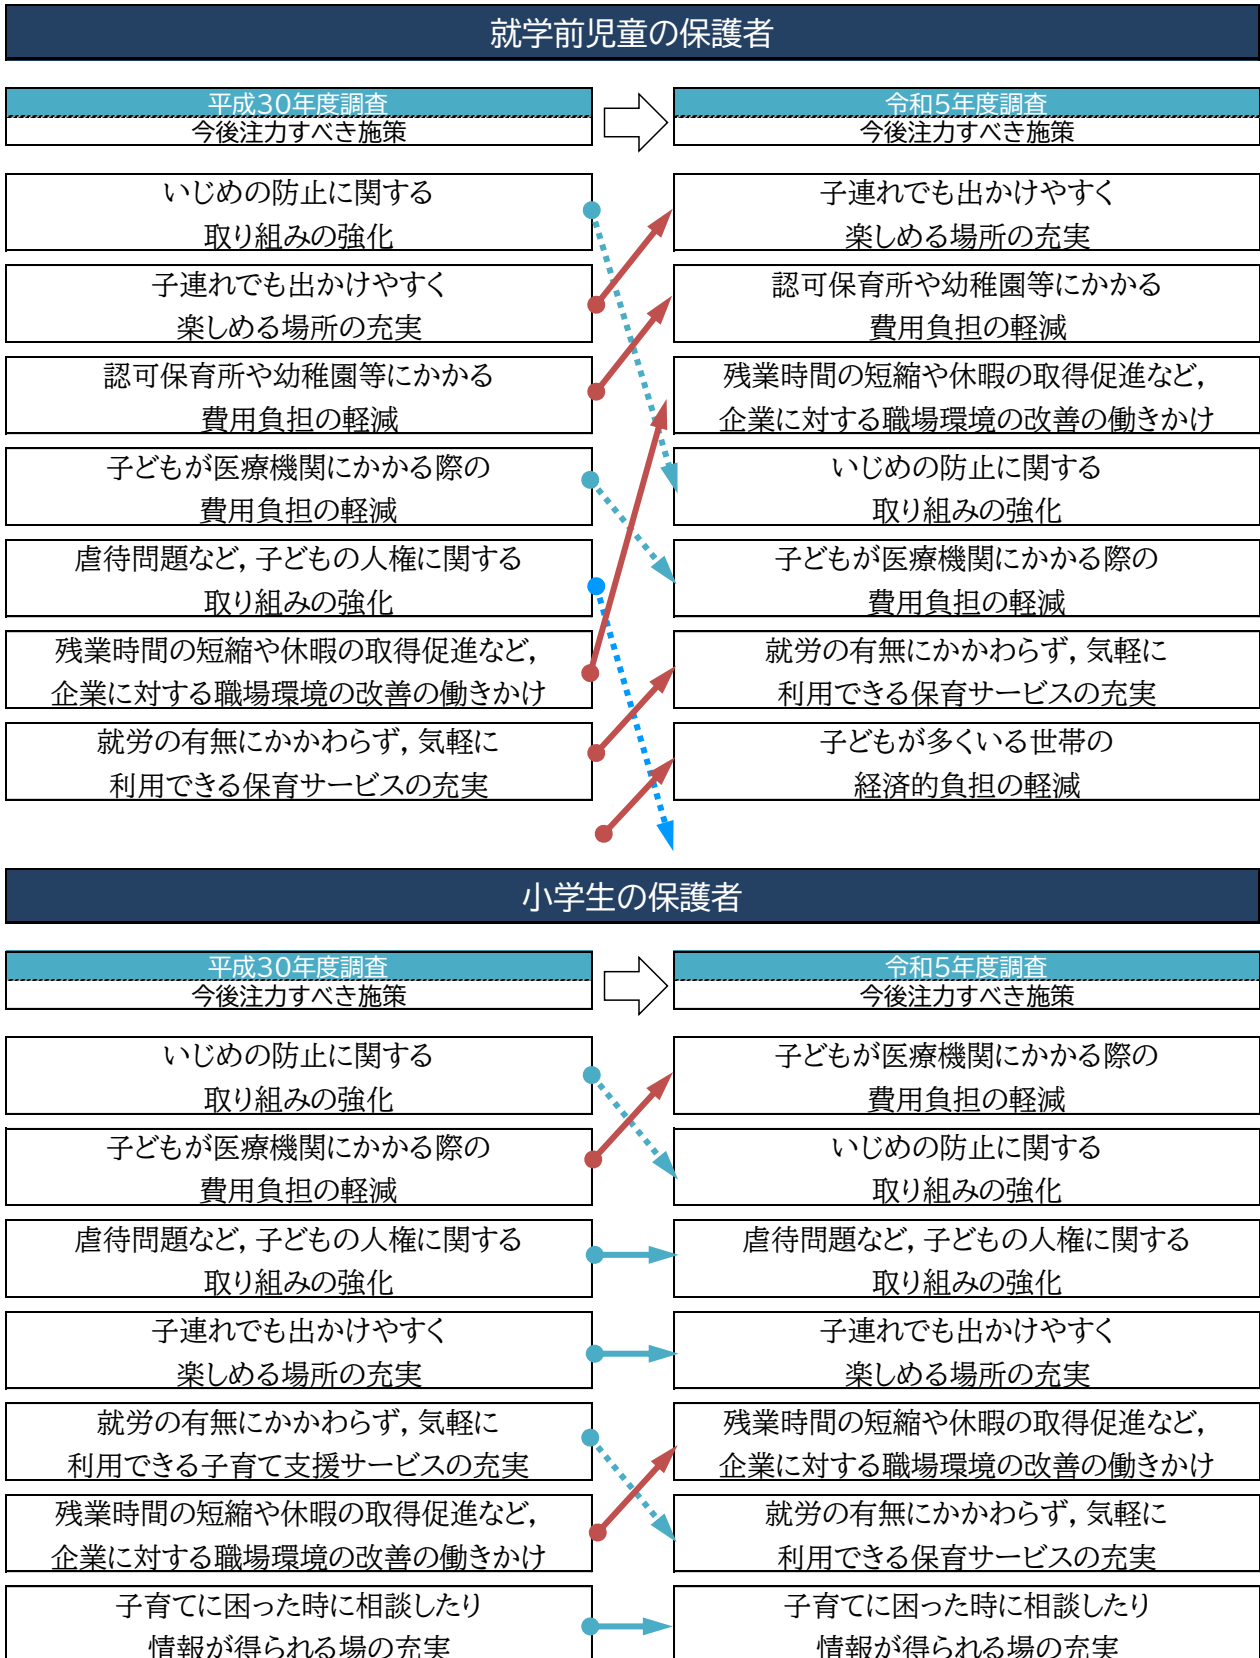 就学前児童の保護者
平成30年度調査
今後注力すべき施策
令和5年度調査
今後注力すべき施策
いじめの防止に関する
取り組みの強化
子連れでも出かけやすく
楽しめる場所の充実
子連れでも出かけやすく
楽しめる場所の充実
認可保育所や幼稚園等にかかる
費用負担の軽減
認可保育所や幼稚園等にかかる
費用負担の軽減
残業時間の短縮や休暇の取得促進など，
企業に対する職場環境の改善の働きかけ
子どもが医療機関にかかる際の
費用負担の軽減
いじめの防止に関する
取り組みの強化
虐待問題など，子どもの人権に関する
取り組みの強化
子どもが医療機関にかかる際の
費用負担の軽減
残業時間の短縮や休暇の取得促進など，
企業に対する職場環境の改善の働きかけ
就労の有無にかかわらず，気軽に
利用できる保育サービスの充実
就労の有無にかかわらず，気軽に
利用できる保育サービスの充実
子どもが多くいる世帯の
経済的負担の軽減
小学生の保護者
平成30年度調査
今後注力すべき施策
令和5年度調査
今後注力すべき施策
いじめの防止に関する
取り組みの強化
子どもが医療機関にかかる際の
費用負担の軽減
子どもが医療機関にかかる際の
費用負担の軽減
いじめの防止に関する
取り組みの強化
虐待問題など，子どもの人権に関する
取り組みの強化
虐待問題など，子どもの人権に関する
取り組みの強化
子連れでも出かけやすく
楽しめる場所の充実
子連れでも出かけやすく
楽しめる場所の充実
就労の有無にかかわらず，気軽に
利用できる子育て支援サービスの充実
残業時間の短縮や休暇の取得促進など，
企業に対する職場環境の改善の働きかけ
残業時間の短縮や休暇の取得促進など，
企業に対する職場環境の改善の働きかけ
就労の有無にかかわらず，気軽に
利用できる保育サービスの充実
子育てに困った時に相談したり
情報が得られる場の充実
子育てに困った時に相談したり
情報が得られる場の充実